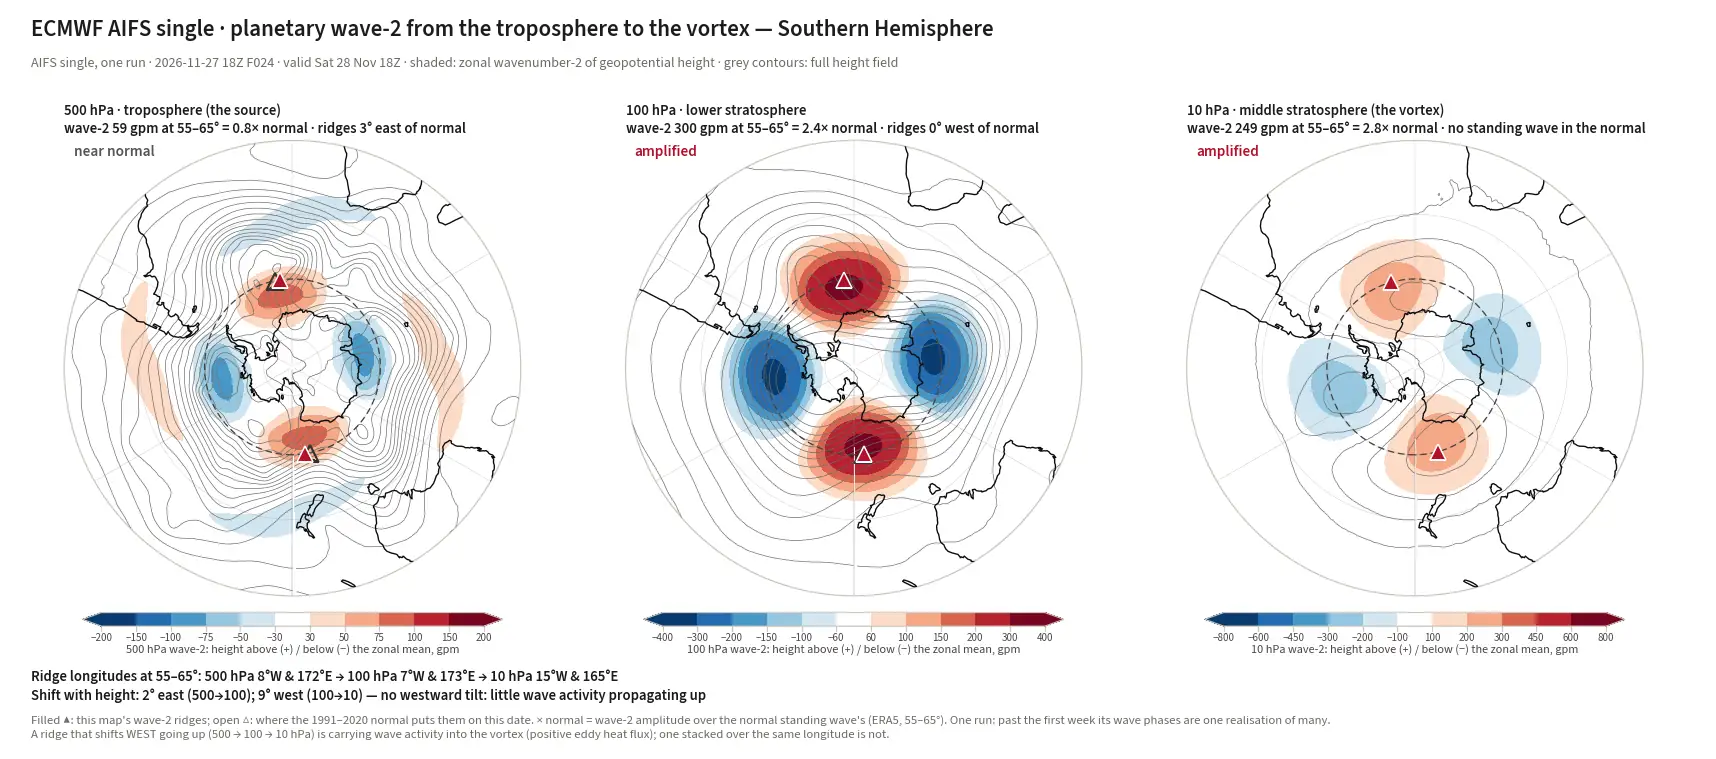 ECMWF AIFS single · planetary wave-2 from the troposphere to the vortex — Southern Hemisphere
AIFS single, one run · 2026-11-27 18Z F024 · valid Sat 28 Nov 18Z · shaded: zonal wavenumber-2 of geopotential height · grey contours: full height field
500 hPa · troposphere (the source)
wave-2 59 gpm at 55–65° = 0.8× normal · ridges 3° east of normal
near normal
100 hPa · lower stratosphere
wave-2 300 gpm at 55–65° = 2.4× normal · ridges 0° west of normal
amplified
10 hPa · middle stratosphere (the vortex)
wave-2 249 gpm at 55–65° = 2.8× normal · no standing wave in the normal
amplified
−200 −150 −100 −75 −50 −30 30 50 75 100 150 200
500 hPa wave-2: height above (+) / below (−) the zonal mean, gpm
−400 −300 −200 −150 −100 −60 60 100 150 200 300 400
100 hPa wave-2: height above (+) / below (−) the zonal mean, gpm
−800 −600 −450 −300 −200 −100 100 200 300 450 600 800
10 hPa wave-2: height above (+) / below (−) the zonal mean, gpm
Ridge longitudes at 55–65°: 500 hPa 8°W & 172°E → 100 hPa 7°W & 173°E → 10 hPa 15°W & 165°E
Shift with height: 2° east (500→100); 9° west (100→10) — no westward tilt: little wave activity propagating up
Filled ▲: this map's wave-2 ridges; open △: where the 1991–2020 normal puts them on this date. × normal = wave-2 amplitude over the normal standing wave's (ERA5, 55–65°). One run: past the first week its wave phases are one realisation of many.
A ridge that shifts WEST going up (500 → 100 → 10 hPa) is carrying wave activity into the vortex (positive eddy heat flux); one stacked over the same longitude is not.